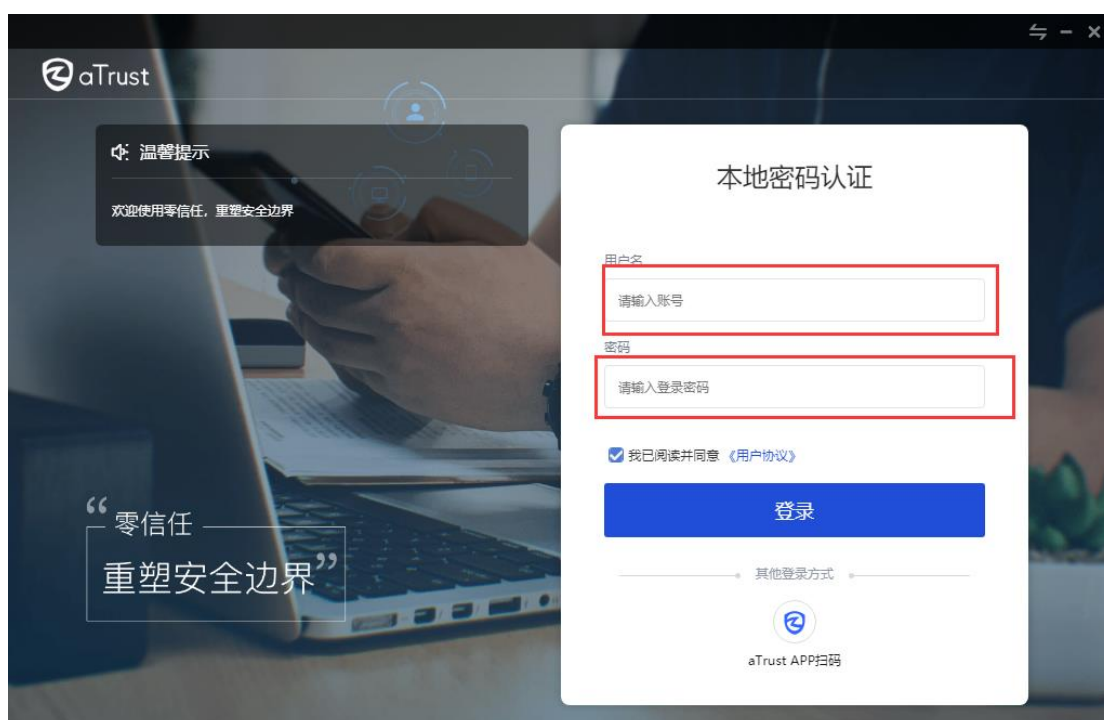 aTrust
温馨提示
欢迎使用零信任，重塑安全边界
“零信任
重塑安全边界”
本地密码认证
用户名
请输入账号
密码
请输入登录密码
我已阅读并同意《用户协议》
登录
其他登录方式
aTrust APP扫码